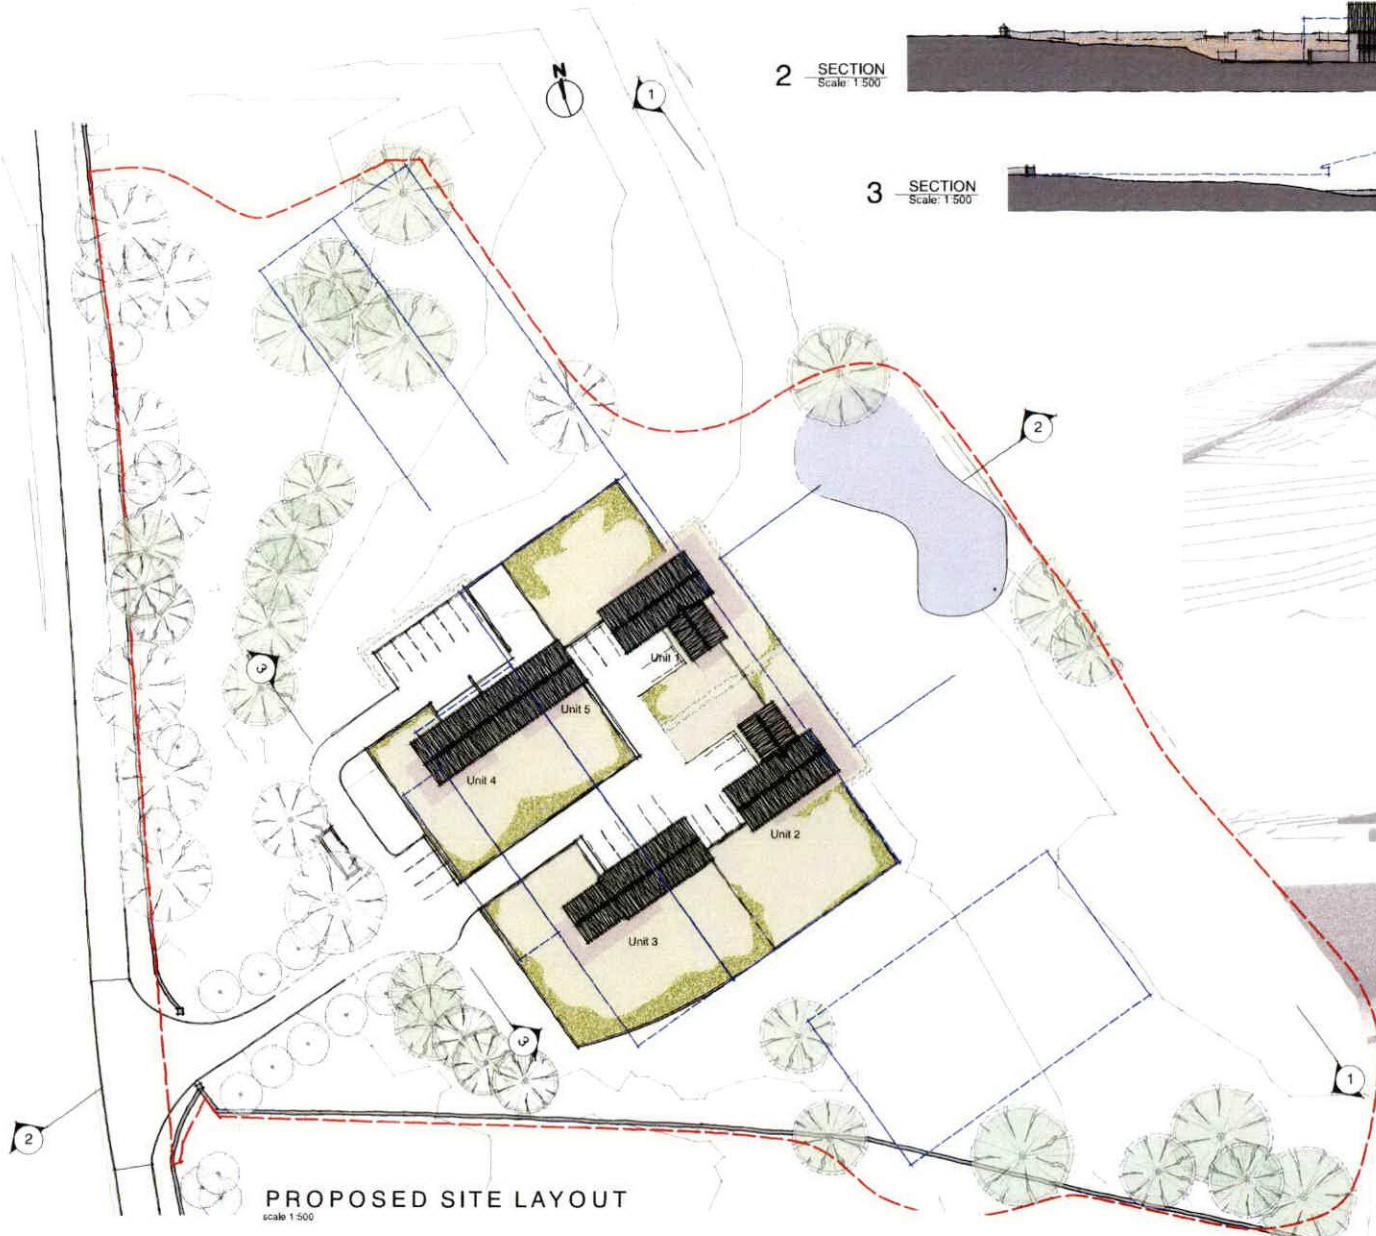 2 SECTION
Scale: 1:500
N
1
3 SECTION
Scale: 1:500
2
Unit 1
3
Unit 5
Unit 4
Unit 2
Unit 3
3
1
2
PROPOSED SITE LAYOUT
scale 1:500